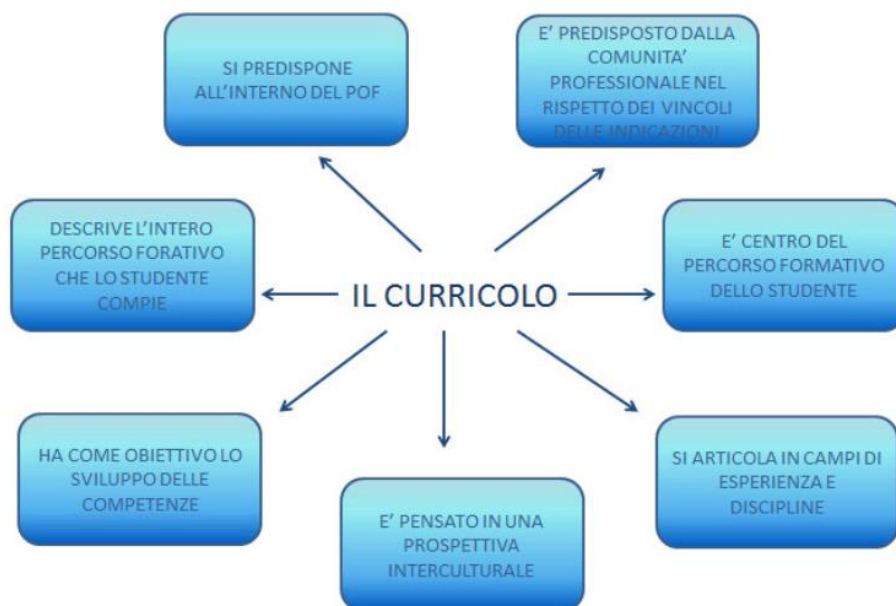 SI PREDISPONE
ALL'INTERNO DEL POF
E' PREDISPOSTO DALLA
COMUNITA'
PROFESSIONALE NEL
RISPETTO DEI VINCOLI
DELLE INDICAZIONI
DESCRIVE L'INTERO
PERCORSO FORATIVO
CHE LO STUDENTE
COMPIE
IL CURRICOLO
E' CENTRO DEL
PERCORSO FORMATIVO
DELLO STUDENTE
HA COME OBIETTIVO LO
SVILUPPO DELLE
COMPETENZE
E' PENSATO IN UNA
PROSPETTIVA
INTERCULTURALE
SI ARTICOLA IN CAMPI DI
ESPERIENZA E
DISCIPLINE